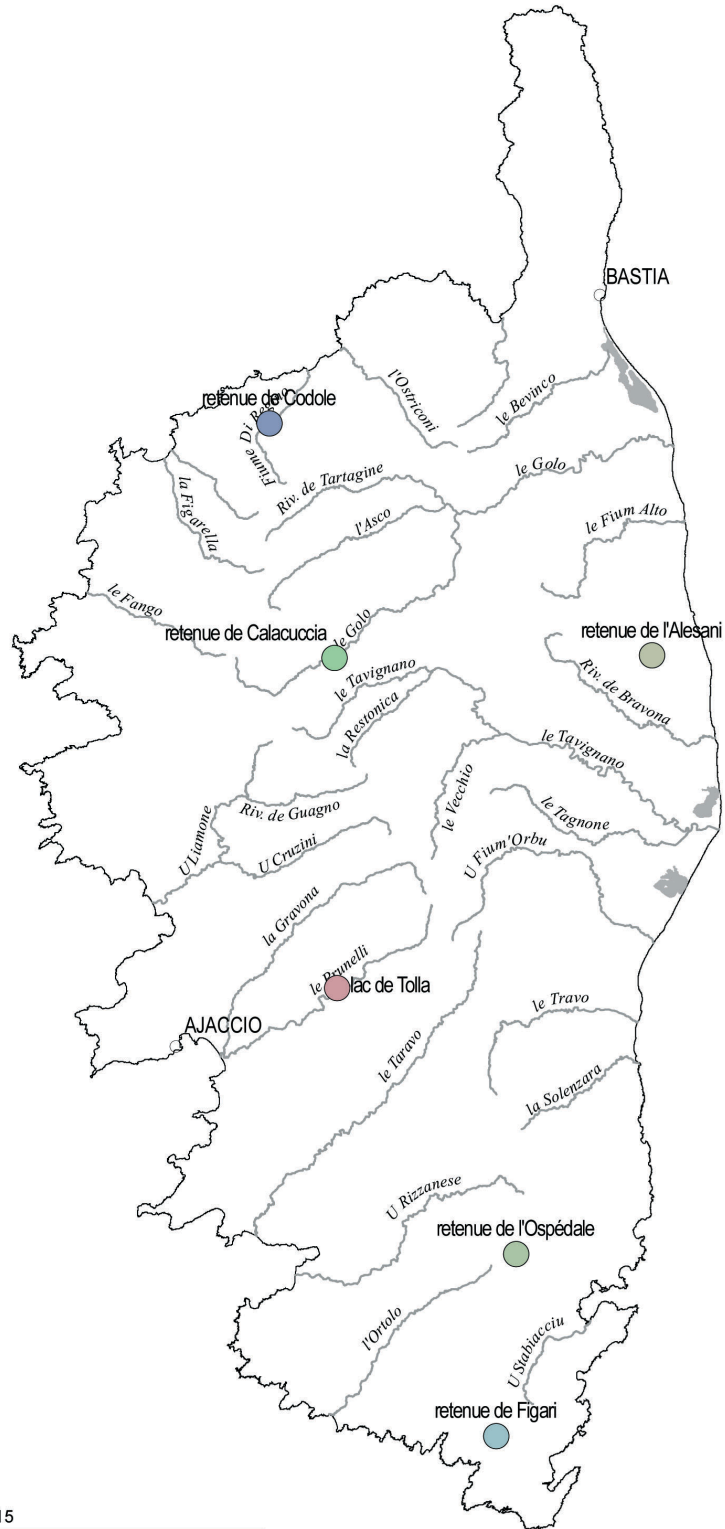 BASTIA
l'Ostriconi
le Bevinco
retenue de Codole
Fiume Di Regino
le Golo
Riv. de Tartagine
la Figarella
l'Asco
le Fium Alto
le Fango
retenue de Calacuccia
le Golo
retenue de l'Alesani
le Tavignano
la Restonica
Riv. de Bravona
le Tavignano
le Vecchio
U Liamone
Riv. de Guagno
le Tagnone
U Cruzini
U Fium'Orbu
la Gravona
le Prunelli
lac de Tolla
le Travo
AJACCIO
le Taravo
la Solenzara
U Rizzanese
retenue de l'Ospédale
l'Ortolo
U Stabiacciu
retenue de Figari
15